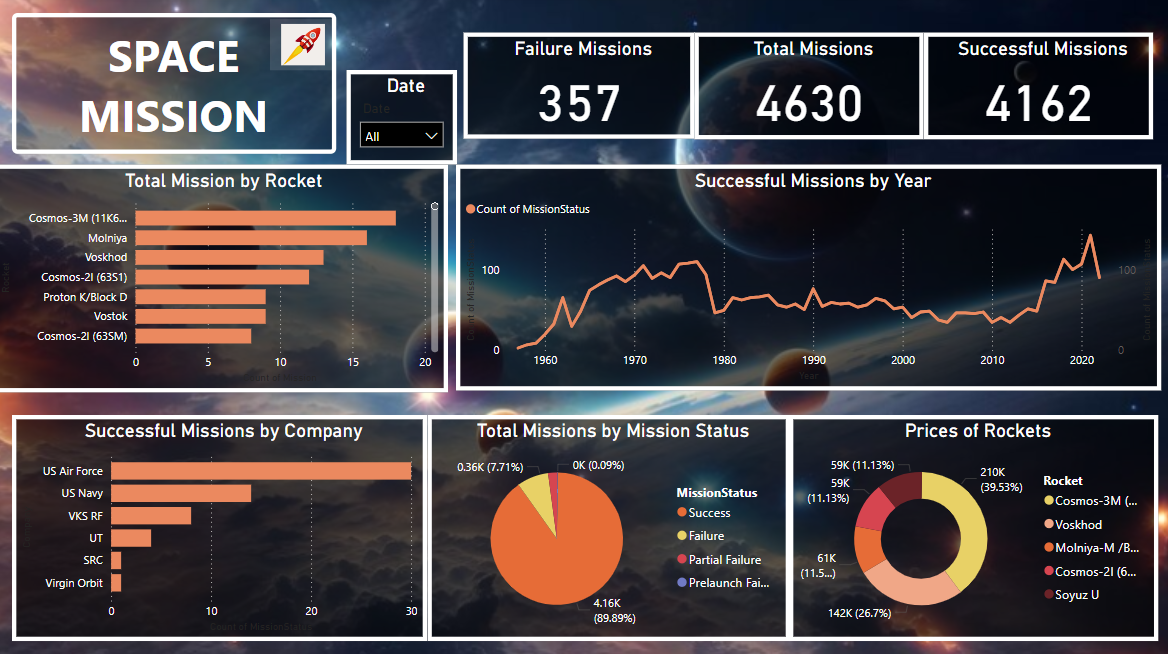 SPACE
MISSION
Date
Date
All
Failure Missions
357
Total Missions
4630
Successful Missions
4162
Total Mission by Rocket
Rocket
Cosmos-3M (11K6...
Molniya
Voskhod
Cosmos-2I (63S1)
Proton K/Block D
Vostok
Cosmos-2I (63SM)
0 5 10 15 20
Count of Mission
Successful Missions by Year
Count of MissionStatus
Count of Mission
100
0
100
0
1960 1970 1980 1990 2000 2010 2020
Year
Successful Missions by Company
US Air Force
US Navy
VKS RF
UT
SRC
Virgin Orbit
0 10 20 30
Count of MissionStatus
Total Missions by Mission Status
0.36K (7.71%)
0K (0.09%)
4.16K
(89.89%)
MissionStatus
Success
Failure
Partial Failure
Prelaunch Fai...
Prices of Rockets
59K (11.13%)
59K
(11.13%)
61K
(11.5...)
142K (26.7%)
210K
(39.53%)
Rocket
Cosmos-3M (...
Voskhod
Molniya-M /B...
Cosmos-2I (6...
Soyuz U